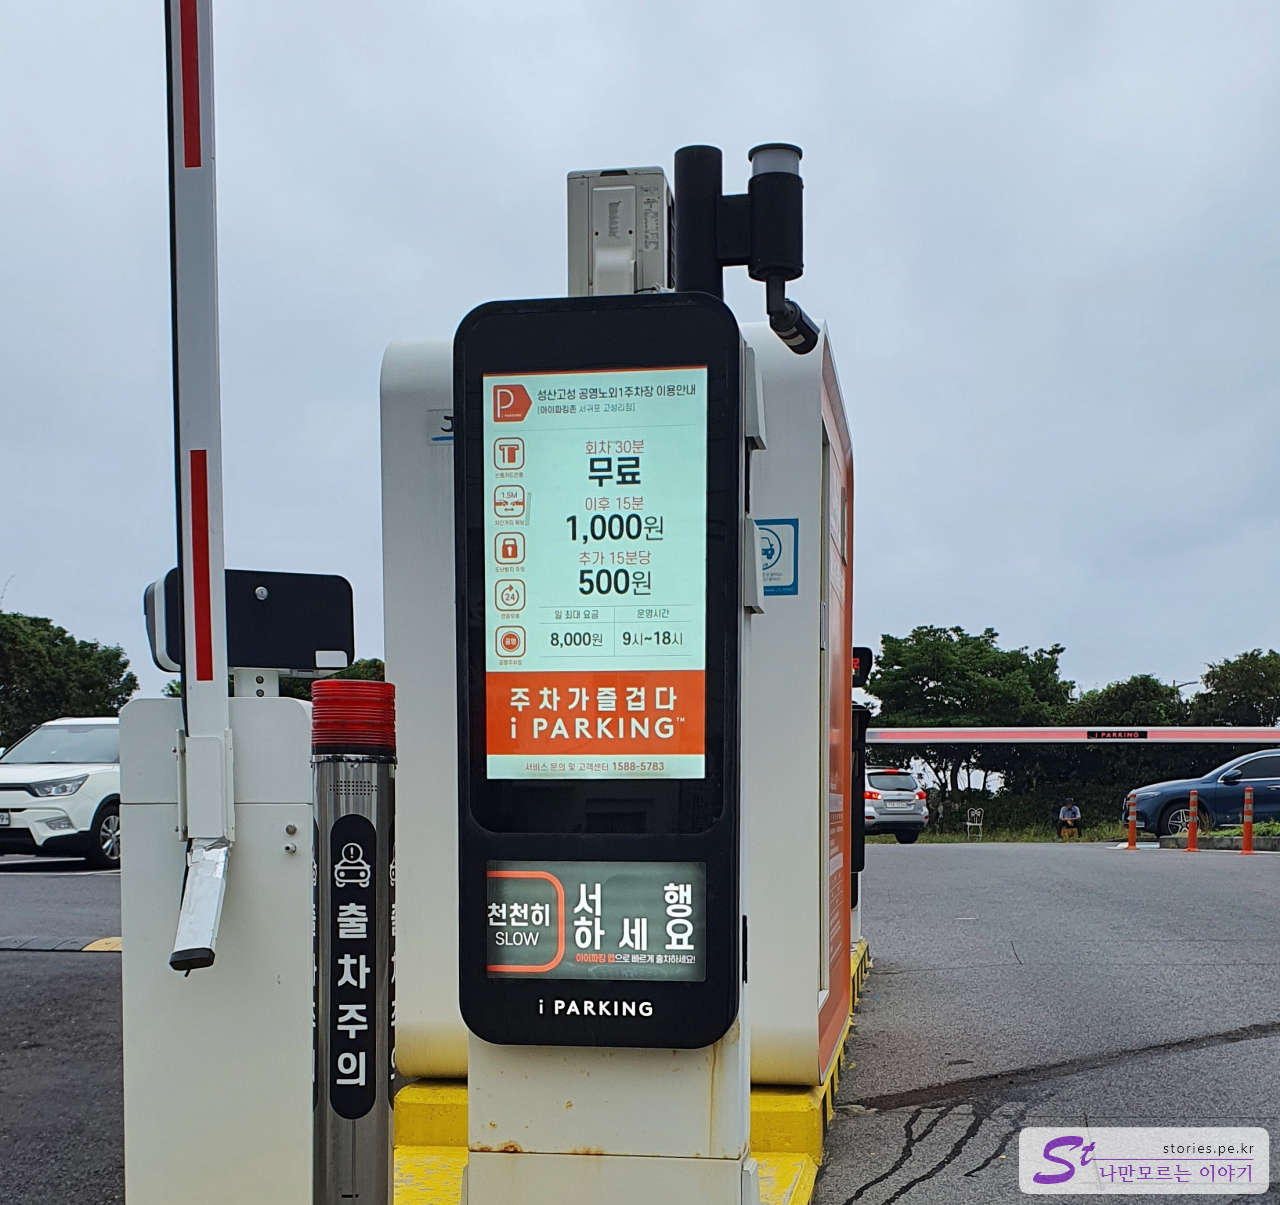 P
i PARKING
성산고성 공영노외1주차장 이용안내
[아이파킹존 서귀포 고성리점]
회차 30분
무료
이후 15분
1,000원
추가 15분당
500원
1.5M
24
공영
일 최대 요금
운영시간
8,000원
9시~18시
주차가즐겁다
i PARKING™
서비스 문의 및 고객센터 1588-5783
천천히
SLOW
서행
하세요
아이파킹 앱으로 빠르게 출차하세요!
i PARKING
출차주의
i PARKING
St
stories.pe.kr
나만모르는 이야기